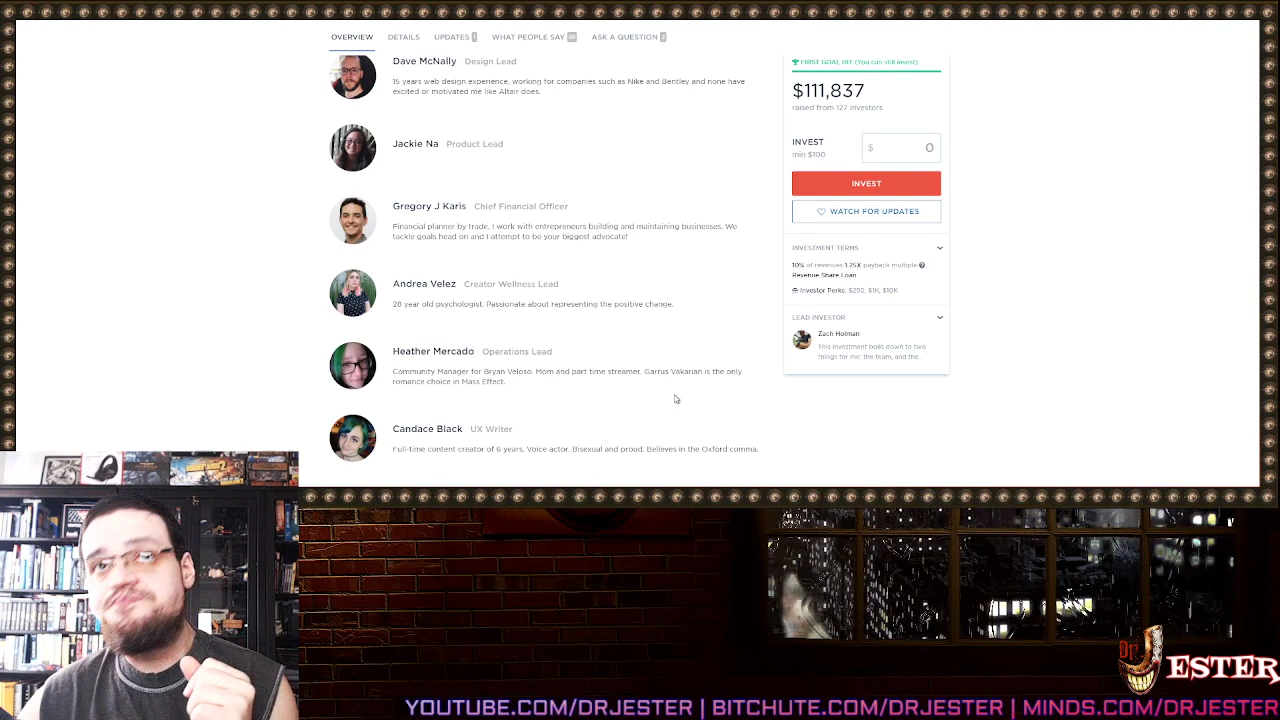 OVERVIEW DETAILS UPDATES 1 WHAT PEOPLE SAY ASK A QUESTION 2
Dave McNally Design Lead
15 years web design experience, working for companies such as Nike and Bentley and none have
excited or motivated me like Altair does.
Jackie Na Product Lead
Gregory J Karis Chief Financial Officer
Financial planner by trade, I work with entrepreneurs building and maintaining businesses. We
tackle goals head on and I attempt to be your biggest advocate!
Andrea Velez Creator Wellness Lead
28 year old psychologist. Passionate about representing the positive change.
Heather Mercado Operations Lead
Community Manager for Bryan Veloso. Mom and part time streamer. Garrus Vakarian is the only
romance choice in Mass Effect.
Candace Black UX Writer
Full-time content creator of 6 years. Voice actor. Bisexual and proud. Believes in the Oxford comma.
FIRST GOAL HIT (You can still invest)
$111,837
raised from 127 investors
INVEST
min $100
$ 0
INVEST
WATCH FOR UPDATES
INVESTMENT TERMS
10% of revenues 1.25X payback multiple ?
Revenue Share Loan
Investor Perks: $250, $1K, $10K
LEAD INVESTOR
Zach Holman
This investment boils down to two
things for me: the team, and the...
DR JESTER
YOUTUBE.COM/DRJESTER | BITCHUTE.COM/DRJESTER | MINDS.COM/DRJESTER